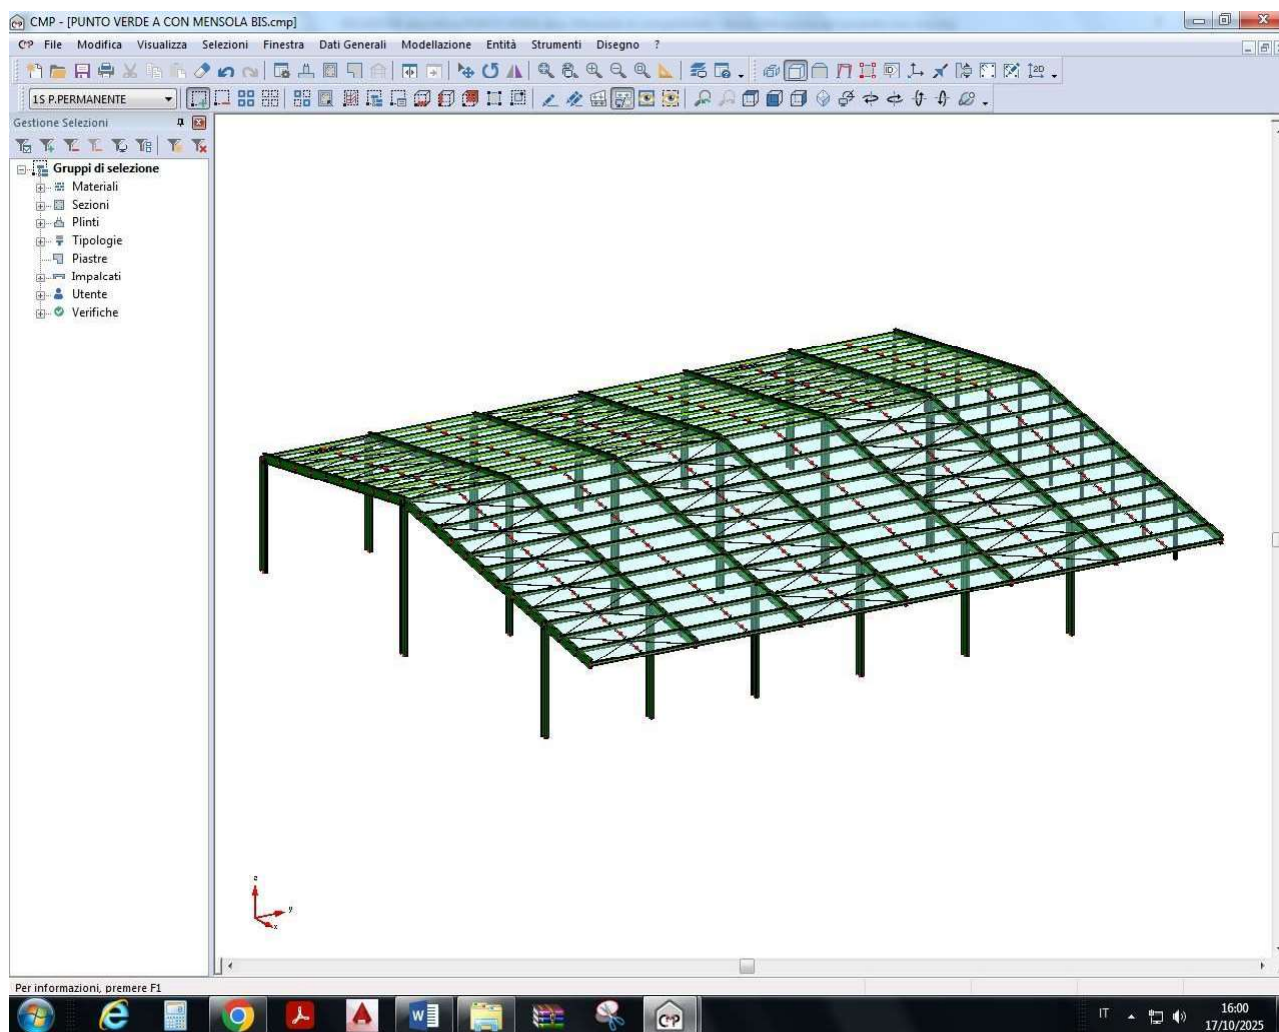 CMP - [PUNTO VERDE A CON MENSOLA BIS.cmp]
File Modifica Visualizza Selezioni Finestra Dati Generali Modellazione Entità Strumenti Disegno ?
1S P.PERMANENTE
Gestione Selezioni
Gruppi di selezione
Materiali
Sezioni
Plinti
Tipologie
Piastre
Impalcati
Utente
Verifiche
z
y
x
Per informazioni, premere F1
IT
16:00
17/10/2025